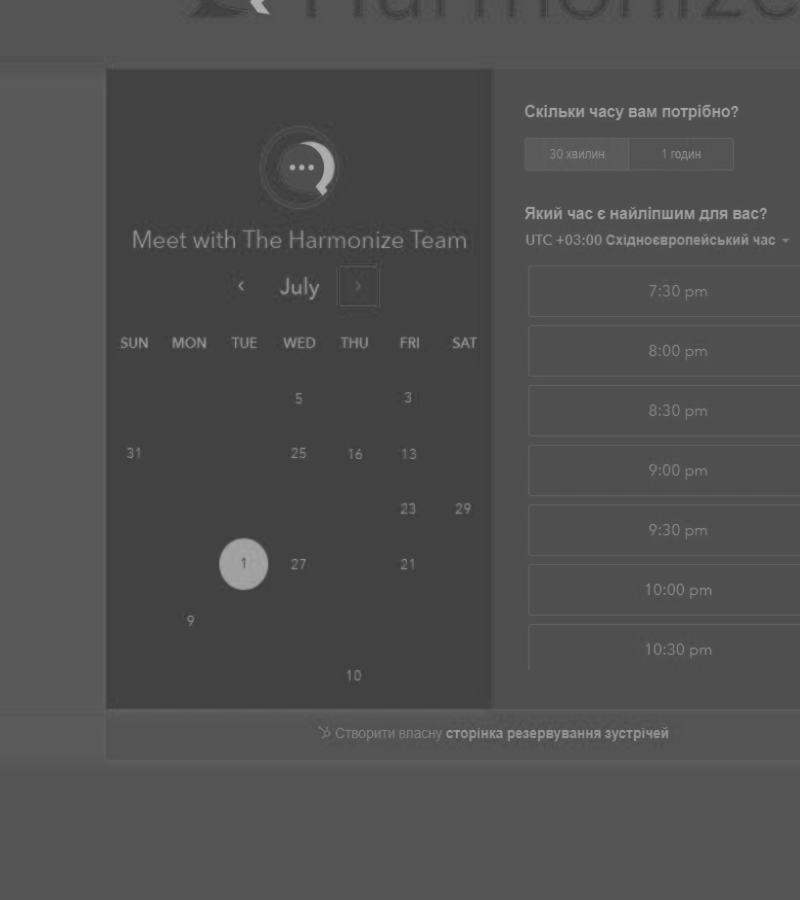 Harmonize
Meet with The Harmonize Team
July
SUN MON TUE WED THU FRI SAT
5 3
31 25 16 13
23 29
1 27 21
9
10
Скільки часу вам потрібно?
30 хвилин 1 годин
Який час є найліпшим для вас?
UTC +03:00 Східноєвропейський час
7:30 pm
8:00 pm
8:30 pm
9:00 pm
9:30 pm
10:00 pm
10:30 pm
Створити власну сторінка резервування зустрічей